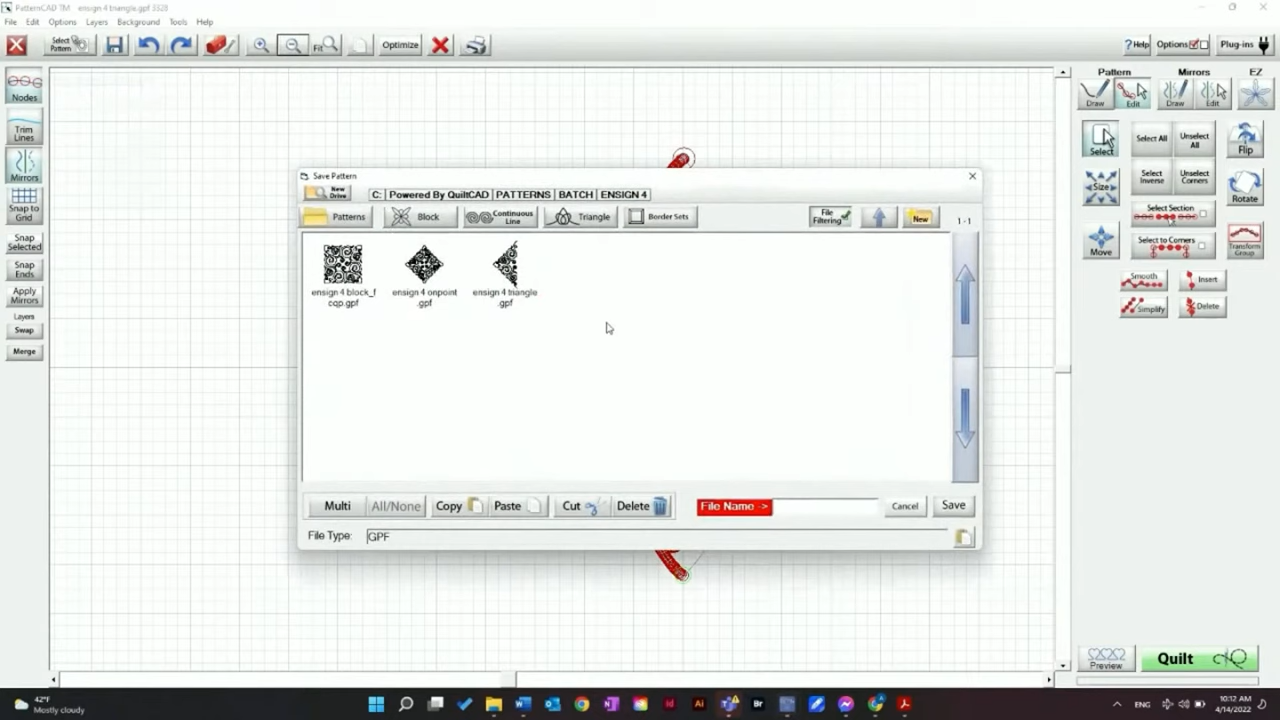 PatternCAD TM ensign 4 triangle.gpf 3528
File Edit Options Layers Background Tools Help
Select Pattern
Fit
Optimize
?Help
Options
Plug-ins
Nodes
Trim Lines
Mirrors
Snap to Grid
Snap Selected
Snap Ends
Apply Mirrors
Layers
Swap
Merge
Pattern Mirrors EZ
Draw Edit Draw Edit
Select
Select All
Unselect All
Flip
Size
Select Inverse
Unselect Corners
Rotate
Select Section
Move
Select to Corners
Transform Group
Smooth
Insert
Simplify
Delete
Save Pattern
New Drive
C: Powered By QuiltCAD PATTERNS BATCH ENSIGN 4
Patterns
Block
Continuous Line
Triangle
Border Sets
File Filtering
New
1 - 1
ensign 4 block_f
cqp.gpf
ensign 4 onpoint
.gpf
ensign 4 triangle
.gpf
Multi
All/None
Copy
Paste
Cut
Delete
File Name ->
Cancel
Save
File Type: GPF
Preview
Quilt
42°F
Mostly cloudy
ENG
10:12 AM
4/14/2022